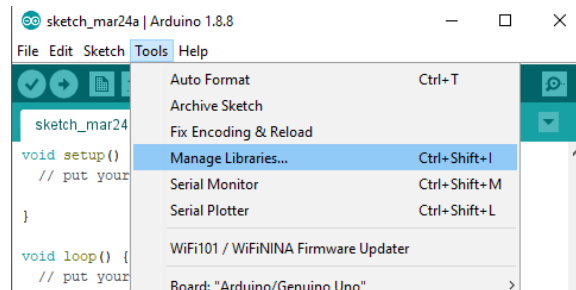 sketch_mar24a | Arduino 1.8.8
File Edit Sketch Tools Help
Auto Format Ctrl+T
Archive Sketch
sketch_mar24
Fix Encoding & Reload
void setup()
Manage Libraries... Ctrl+Shift+I
// put your
Serial Monitor Ctrl+Shift+M
}
Serial Plotter Ctrl+Shift+L
void loop() {
WiFi101 / WiFiNINA Firmware Updater
// put your
Board: "Arduino/Genuino Uno"